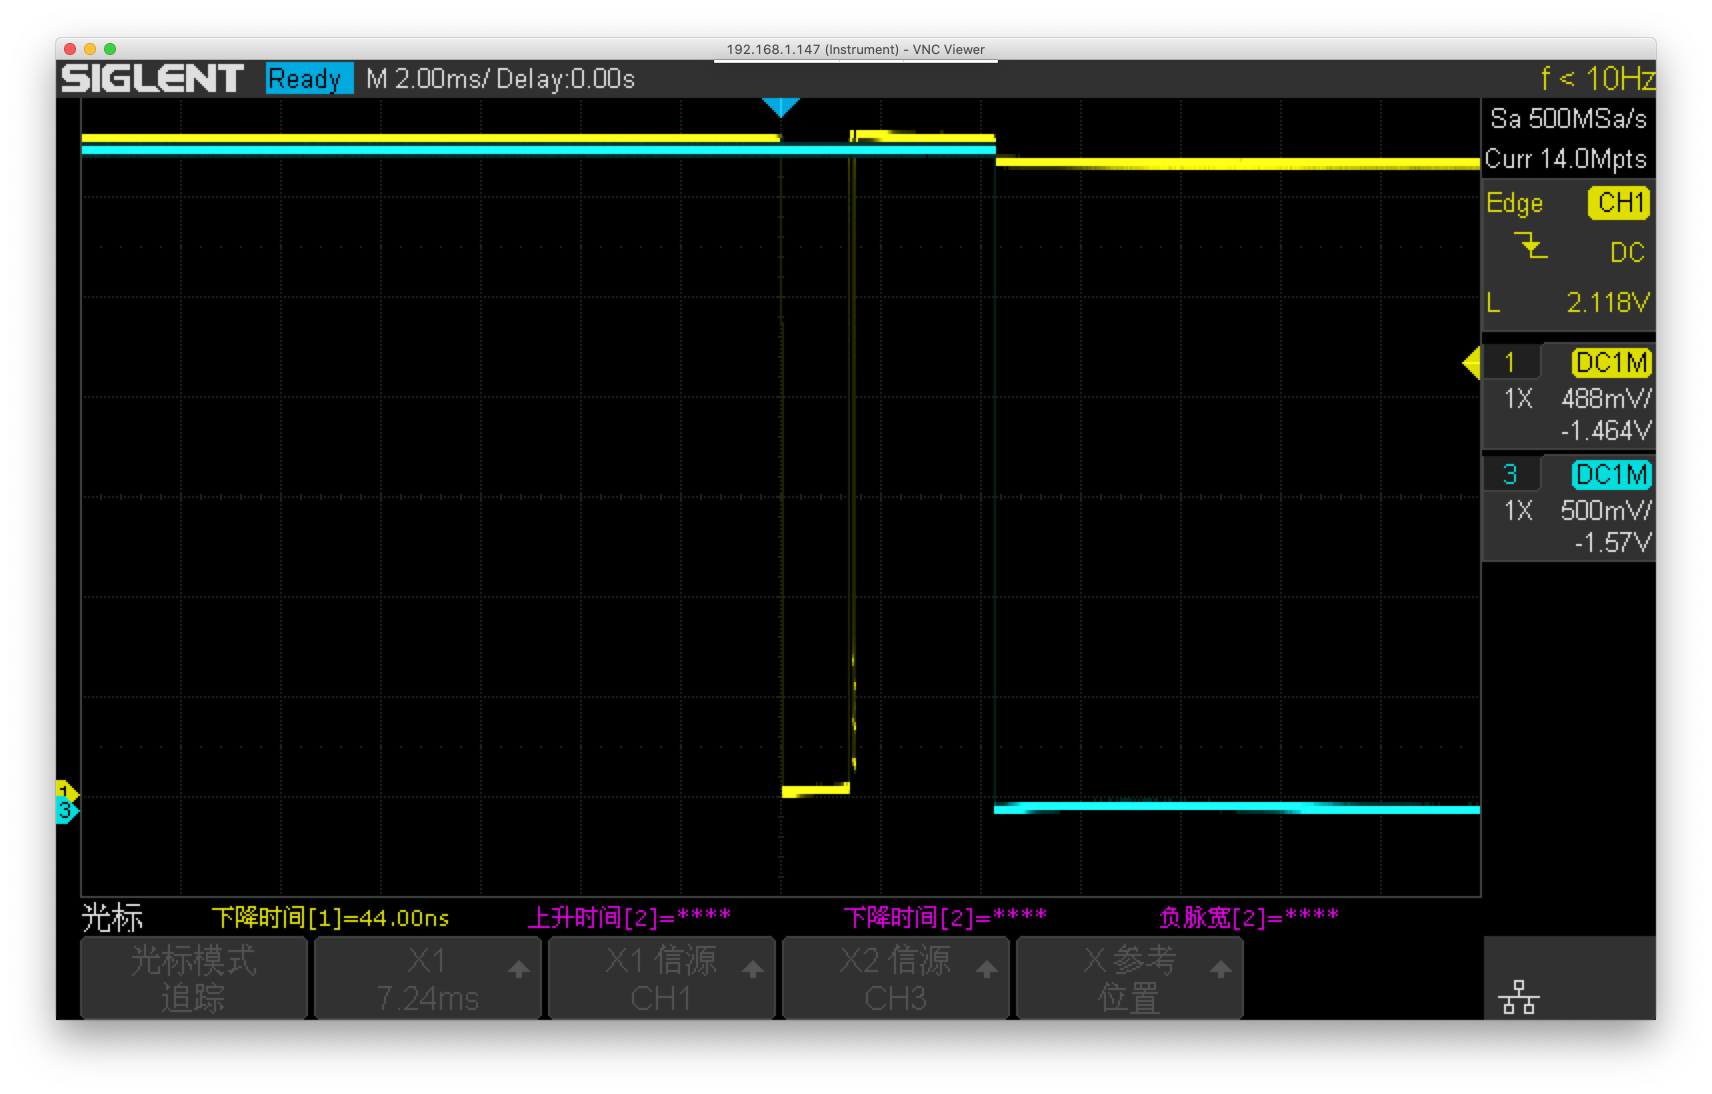 192.168.1.147 (Instrument) - VNC Viewer
SIGLENT Ready M 2.00ms/ Delay:0.00s f < 10Hz
Sa 500MSa/s
Curr 14.0Mpts
Edge CH1
DC
L 2.118V
1 DC1M
1X 488mV/
-1.464V
3 DC1M
1X 500mV/
-1.57V
1
3
光标 下降时间[1]=44.00ns 上升时间[2]=**** 下降时间[2]=**** 负脉宽[2]=****
光标模式 X1 X1 信源 X2 信源 X 参考
追踪 7.24ms CH1 CH3 位置